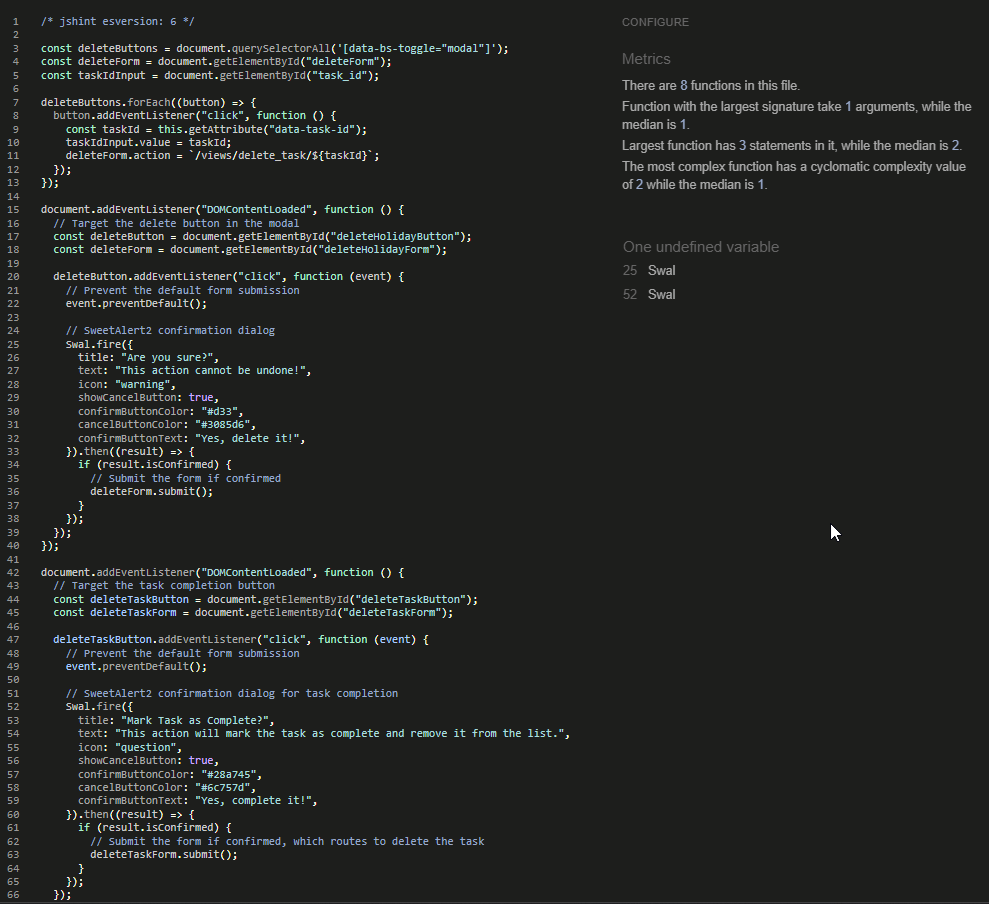 1 /* jshint esversion: 6 */
2
3 const deleteButtons = document.querySelectorAll('[data-bs-toggle="modal"]');
4 const deleteForm = document.getElementById("deleteForm");
5 const taskIdInput = document.getElementById("task_id");
6
7 deleteButtons.forEach((button) => {
8   button.addEventListener("click", function () {
9     const taskId = this.getAttribute("data-task-id");
10     taskIdInput.value = taskId;
11     deleteForm.action = `/views/delete_task/${taskId}`;
12   });
13 });
14
15 document.addEventListener("DOMContentLoaded", function () {
16   // Target the delete button in the modal
17   const deleteButton = document.getElementById("deleteHolidayButton");
18   const deleteForm = document.getElementById("deleteHolidayForm");
19
20   deleteButton.addEventListener("click", function (event) {
21     // Prevent the default form submission
22     event.preventDefault();
23
24     // SweetAlert2 confirmation dialog
25     Swal.fire({
26       title: "Are you sure?",
27       text: "This action cannot be undone!",
28       icon: "warning",
29       showCancelButton: true,
30       confirmButtonColor: "#d33",
31       cancelButtonColor: "#3085d6",
32       confirmButtonText: "Yes, delete it!",
33     }).then((result) => {
34       if (result.isConfirmed) {
35         // Submit the form if confirmed
36         deleteForm.submit();
37       }
38     });
39   });
40 });
41
42 document.addEventListener("DOMContentLoaded", function () {
43   // Target the task completion button
44   const deleteTaskButton = document.getElementById("deleteTaskButton");
45   const deleteTaskForm = document.getElementById("deleteTaskForm");
46
47   deleteTaskButton.addEventListener("click", function (event) {
48     // Prevent the default form submission
49     event.preventDefault();
50
51     // SweetAlert2 confirmation dialog for task completion
52     Swal.fire({
53       title: "Mark Task as Complete?",
54       text: "This action will mark the task as complete and remove it from the list.",
55       icon: "question",
56       showCancelButton: true,
57       confirmButtonColor: "#28a745",
58       cancelButtonColor: "#6c757d",
59       confirmButtonText: "Yes, complete it!",
60     }).then((result) => {
61       if (result.isConfirmed) {
62         // Submit the form if confirmed, which routes to delete the task
63         deleteTaskForm.submit();
64       }
65     });
66   });
CONFIGURE
Metrics
There are 8 functions in this file.
Function with the largest signature take 1 arguments, while the
median is 1.
Largest function has 3 statements in it, while the median is 2.
The most complex function has a cyclomatic complexity value
of 2 while the median is 1.
One undefined variable
25 Swal
52 Swal